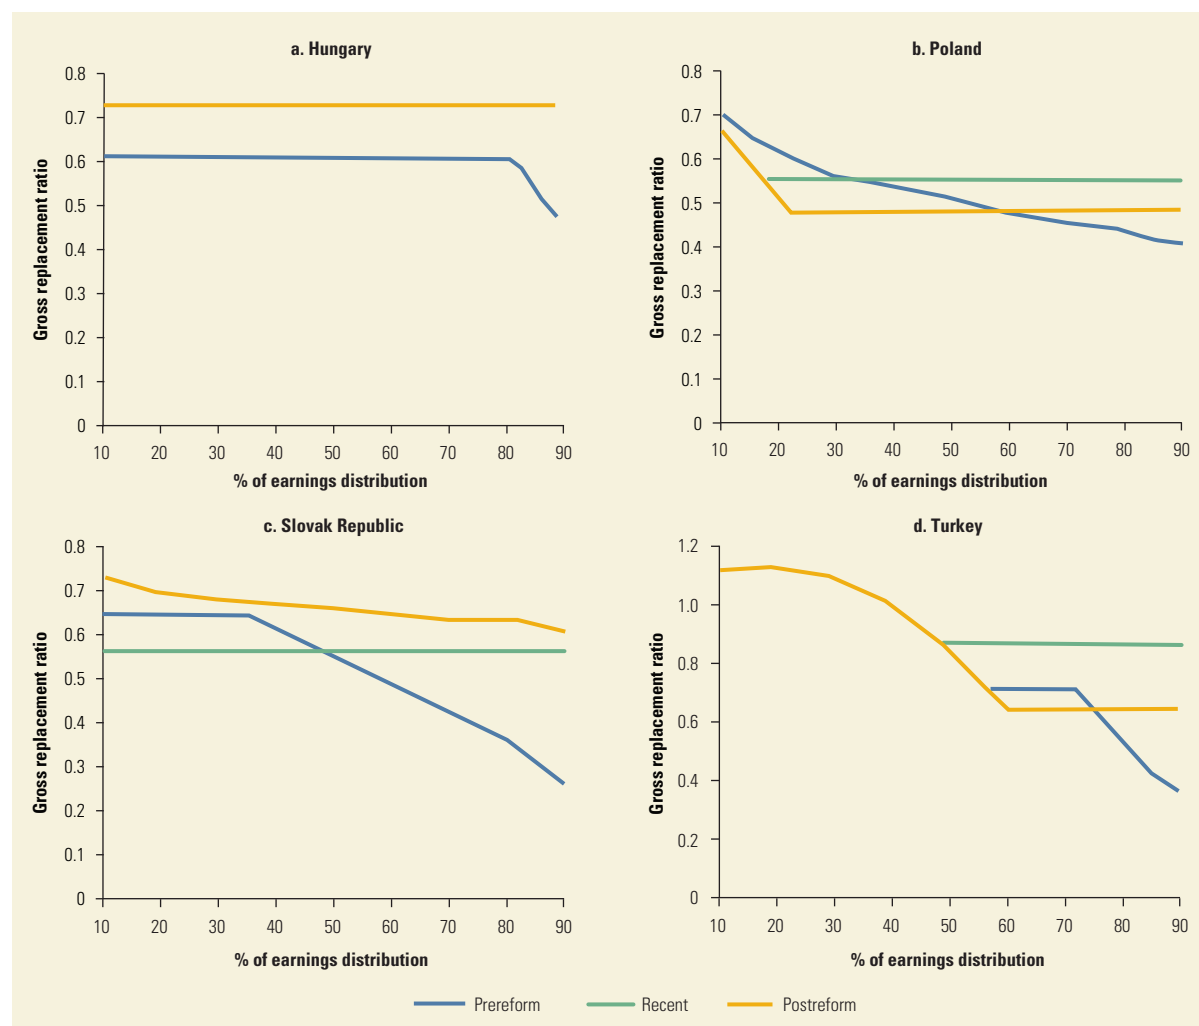 a. Hungary
0.8
0.7
0.6
0.5
0.4
0.3
0.2
0.1
0
Gross replacement ratio
10 20 30 40 50 60 70 80 90
% of earnings distribution
b. Poland
0.8
0.7
0.6
0.5
0.4
0.3
0.2
0.1
0
Gross replacement ratio
10 20 30 40 50 60 70 80 90
% of earnings distribution
c. Slovak Republic
0.8
0.7
0.6
0.5
0.4
0.3
0.2
0.1
0
Gross replacement ratio
10 20 30 40 50 60 70 80 90
% of earnings distribution
d. Turkey
1.2
1.0
0.8
0.6
0.4
0.2
0
Gross replacement ratio
10 20 30 40 50 60 70 80 90
% of earnings distribution
Prereform Recent Postreform